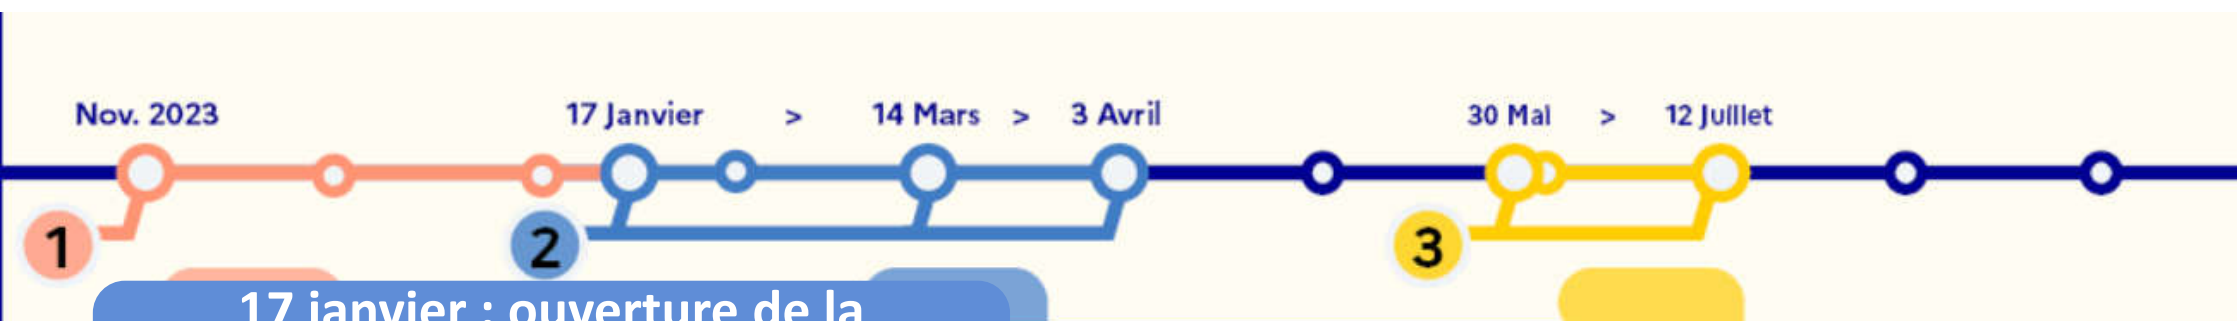 Nov. 2023 17 Janvier > 14 Mars > 3 Avril 30 Mai > 12 Juillet
1 2 3
17 janvier : ouverture de la